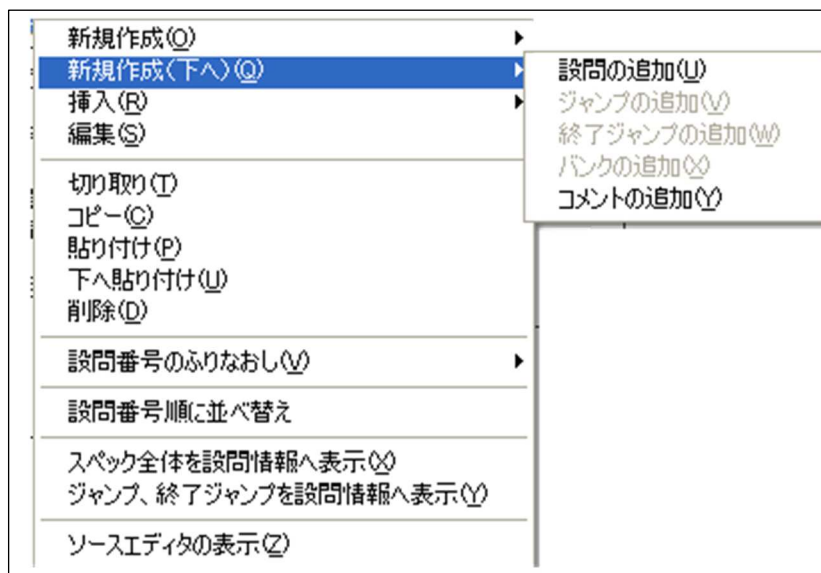 新規作成(O)
新規作成(下へ)(Q)
挿入(R)
編集(S)
切り取り(T)
コピー(C)
貼り付け(P)
下へ貼り付け(U)
削除(D)
設問番号のふりなおし(V)
設問番号順に並べ替え
スペック全体を設問情報へ表示(X)
ジャンプ、終了ジャンプを設問情報へ表示(Y)
ソースエディタの表示(Z)
設問の追加(U)
ジャンプの追加(V)
終了ジャンプの追加(W)
バンクの追加(X)
コメントの追加(Y)